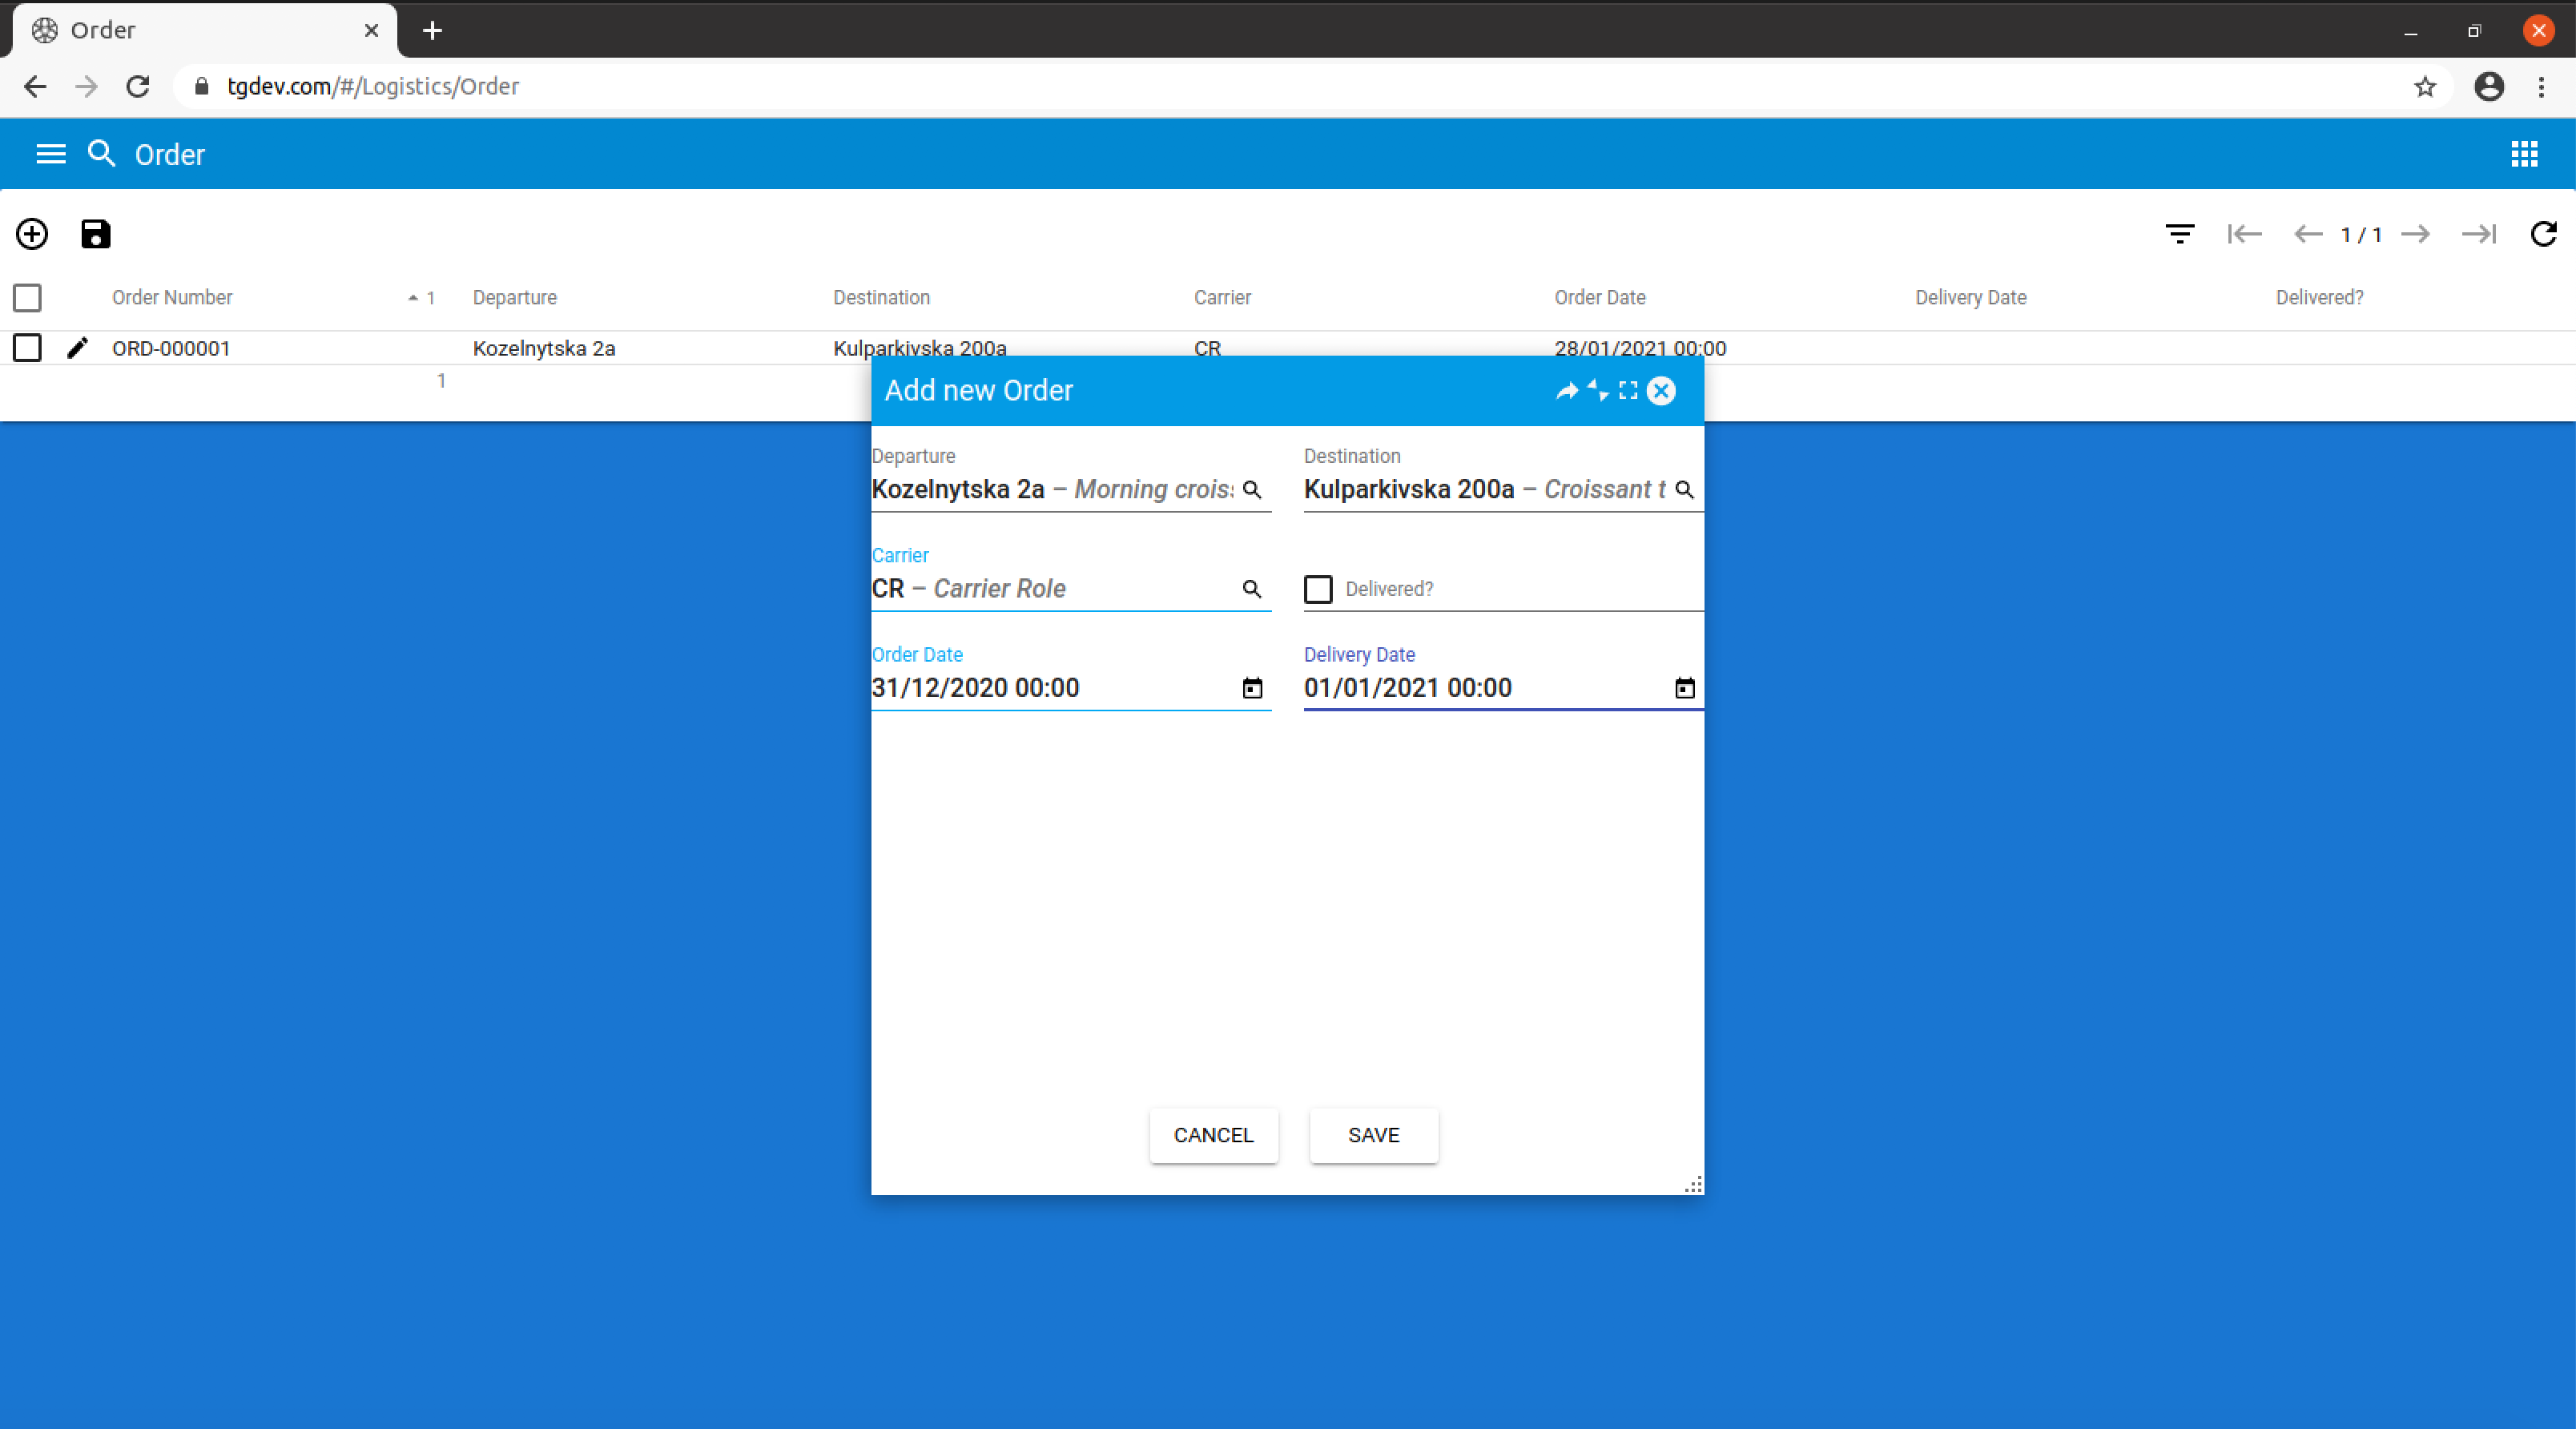 Order
tgdev.com/#/Logistics/Order
Order
1 / 1
Order Number 1 Departure Destination Carrier Order Date Delivery Date Delivered?
ORD-000001 Kozelnytska 2a Kulparkivska 200a CR 28/01/2021 00:00
1
Add new Order
Departure Destination
Kozelnytska 2a – Morning crois Kulparkivska 200a – Croissant t
Carrier
CR – Carrier Role Delivered?
Order Date Delivery Date
31/12/2020 00:00 01/01/2021 00:00
CANCEL SAVE